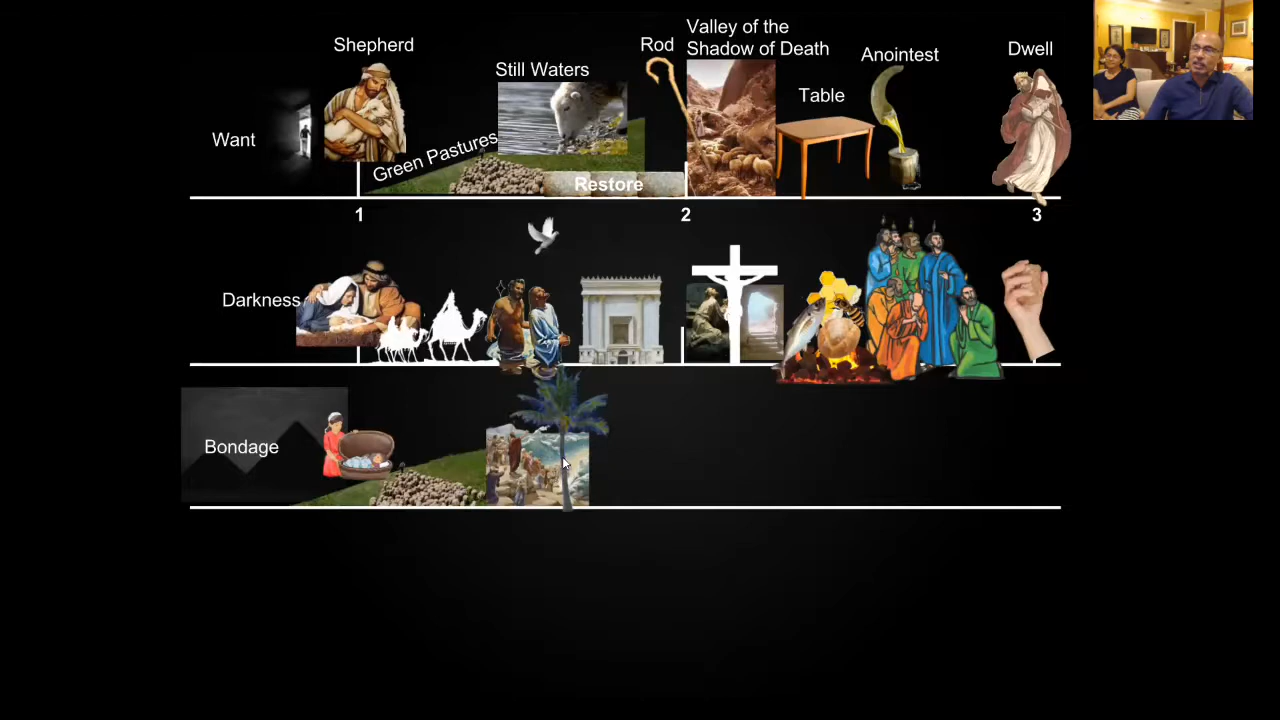 Valley of the
Shadow of Death
Shepherd
Rod
Anointest
Dwell
Still Waters
Table
Want
Green Pastures
Restore
1
2
3
Darkness
Bondage